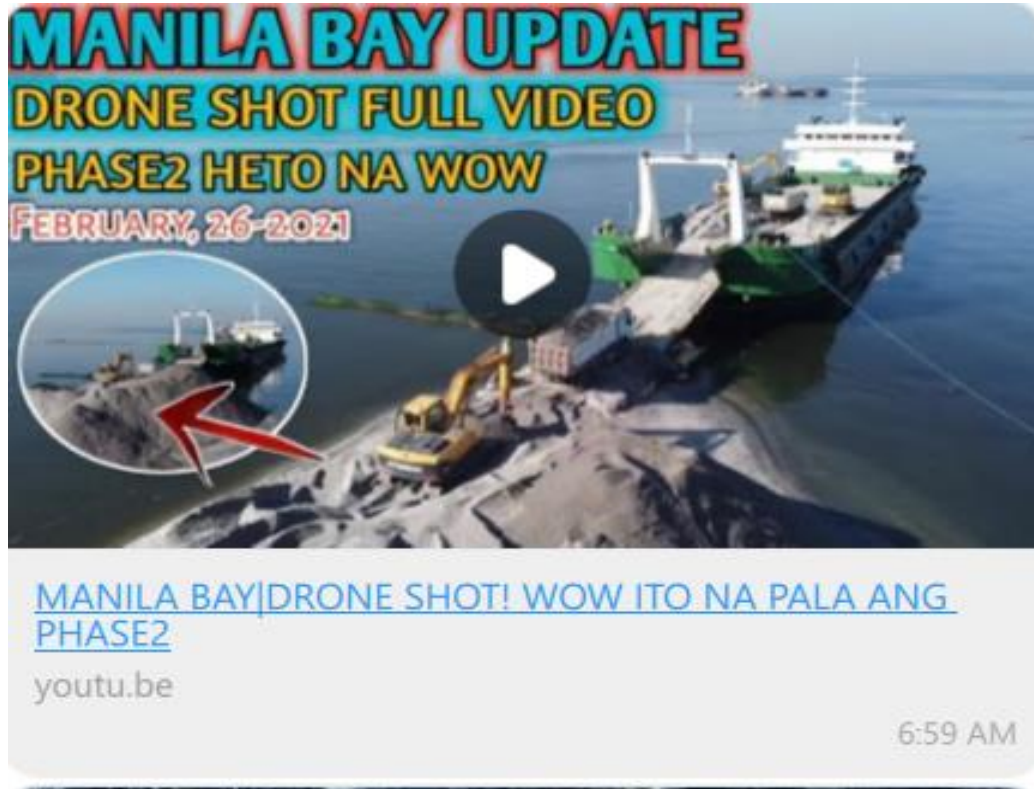 MANILA BAY UPDATE
DRONE SHOT FULL VIDEO
PHASE2 HETO NA WOW
FEBRUARY, 26-2021
MANILA BAY|DRONE SHOT! WOW ITO NA PALA ANG
PHASE2
youtu.be
6:59 AM